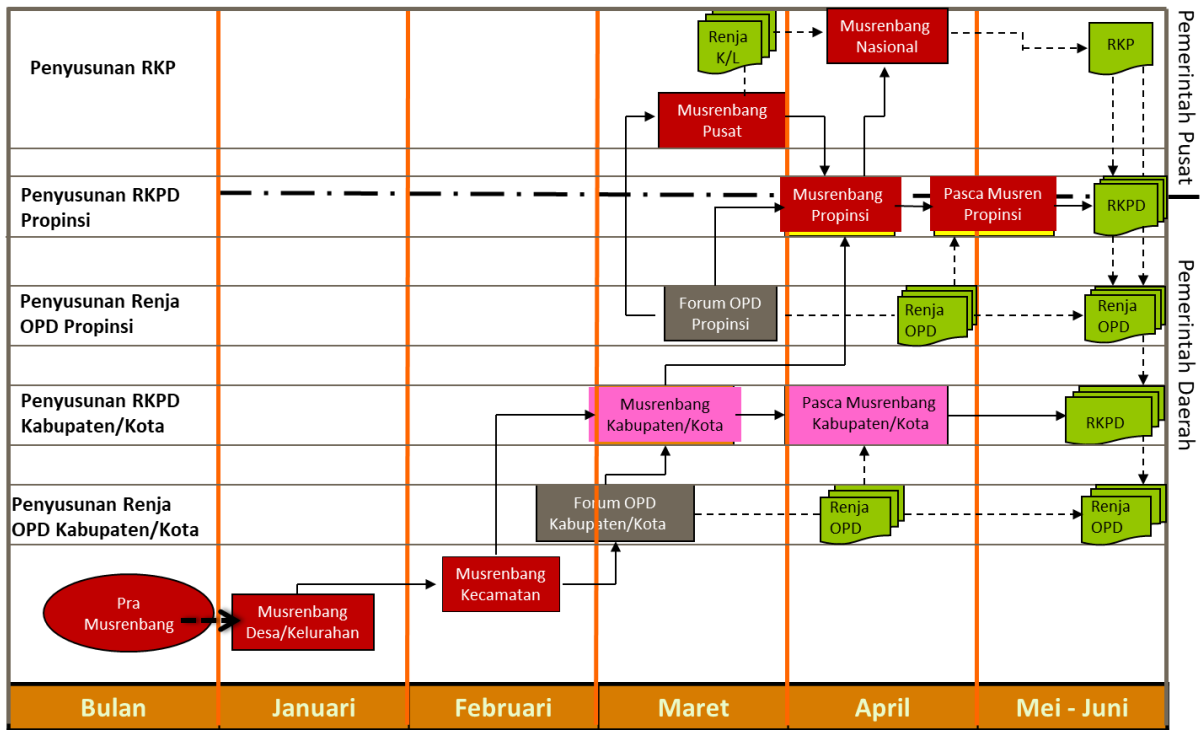 Penyusunan RKP
Renja
K/L
Musrenbang
Nasional
RKP
Musrenbang
Pusat
Pemerintah Pusat
Penyusunan RKPD
Propinsi
Musrenbang
Propinsi
Pasca Musren
Propinsi
RKPD
Penyusunan Renja
OPD Propinsi
Forum OPD
Propinsi
Renja
OPD
Renja
OPD
Pemerintah Daerah
Penyusunan RKPD
Kabupaten/Kota
Musrenbang
Kabupaten/Kota
Pasca Musrenbang
Kabupaten/Kota
RKPD
Penyusunan Renja
OPD Kabupaten/Kota
Forum OPD
Kabupaten/Kota
Renja
OPD
Renja
OPD
Musrenbang
Kecamatan
Pra
Musrenbang
Musrenbang
Desa/Kelurahan
Bulan
Januari
Februari
Maret
April
Mei - Juni